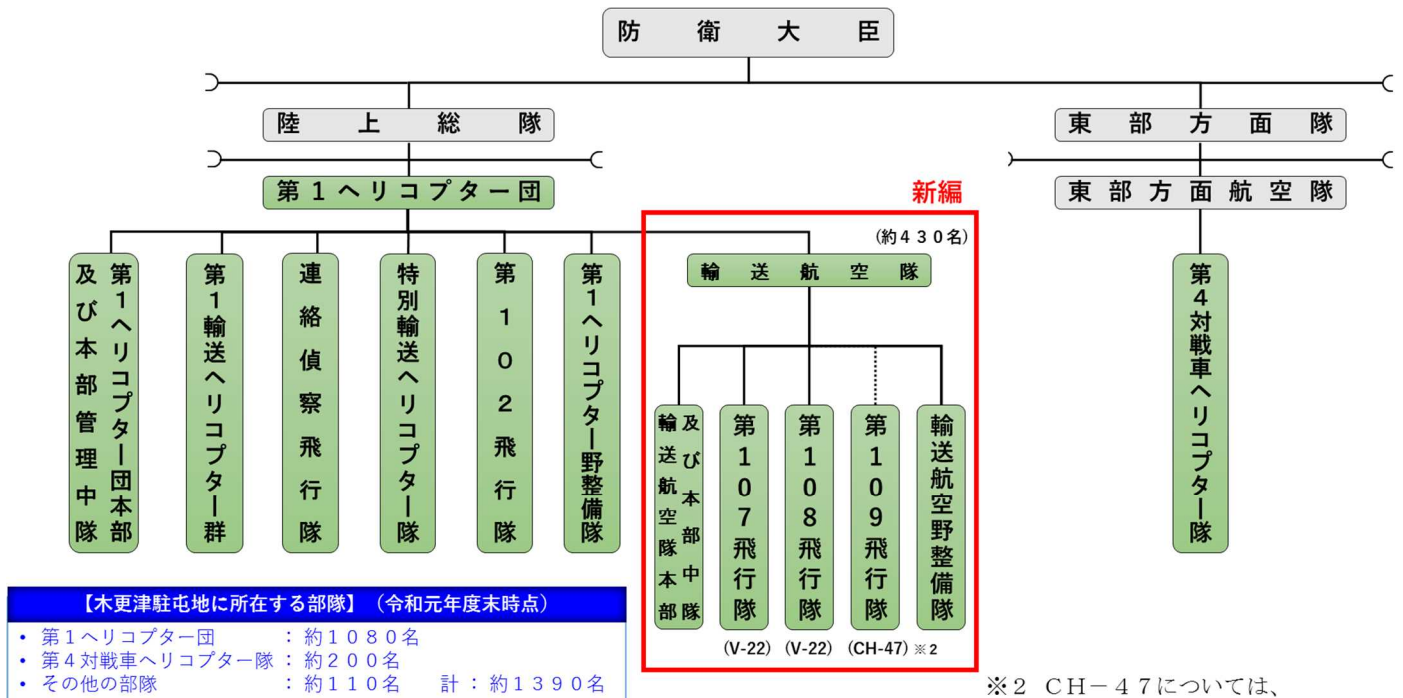 防衛大臣
陸上総隊
東部方面隊
第１ヘリコプター団
東部方面航空隊
新編
(約４３０名)
輸送航空隊
第１ヘリコプター団本部
及び本部管理中隊
第１輸送ヘリコプター群
連絡偵察飛行隊
特別輸送ヘリコプター隊
第１０２飛行隊
第１ヘリコプター野整備隊
輸送航空隊本部
及び本部中隊
第107飛行隊
第108飛行隊
第109飛行隊
輸送航空野整備隊
第４対戦車ヘリコプター隊
(V-22) (V-22) (CH-47) ※２
【木更津駐屯地に所在する部隊】（令和元年度末時点）
• 第１ヘリコプター団 ：約１０８０名
• 第４対戦車ヘリコプター隊：約２００名
• その他の部隊 ：約１１０名 計：約１３９０名
※２ ＣＨ－４７については、